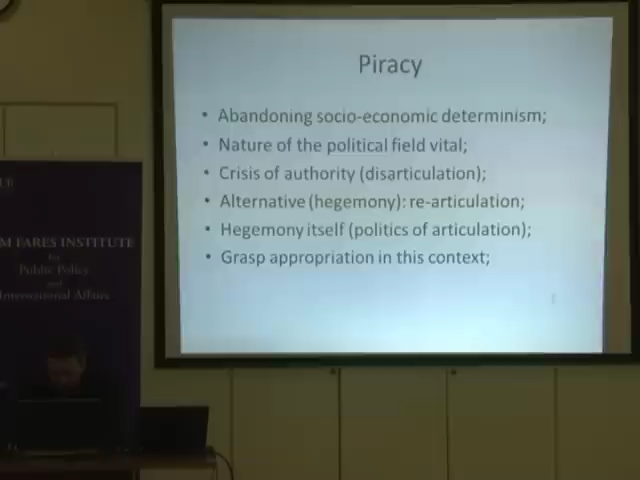 Piracy
• Abandoning socio-economic determinism;
• Nature of the political field vital;
• Crisis of authority (disarticulation);
• Alternative (hegemony): re-articulation;
• Hegemony itself (politics of articulation);
• Grasp appropriation in this context;
M FARES INSTITUTE
for
Public Policy
and
International Affairs